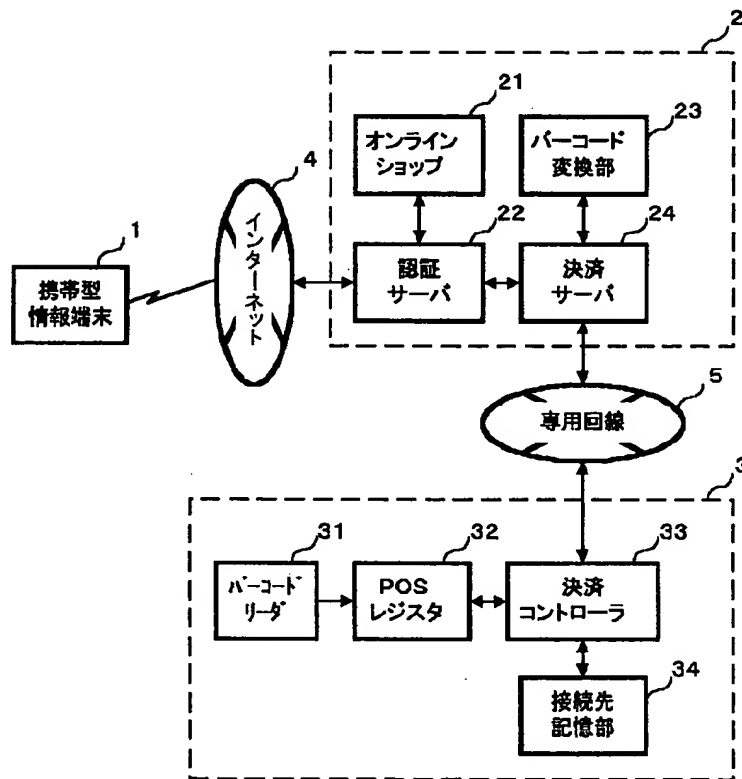 2
21
23
オンライン
ショップ
バーコード
変換部
4
22
24
1
インターネット
認証
サーバ
決済
サーバ
携帯型
情報端末
5
専用回線
3
31
32
33
バーコード
リーダ
POS
レジスタ
決済
コントローラ
34
接続先
記憶部